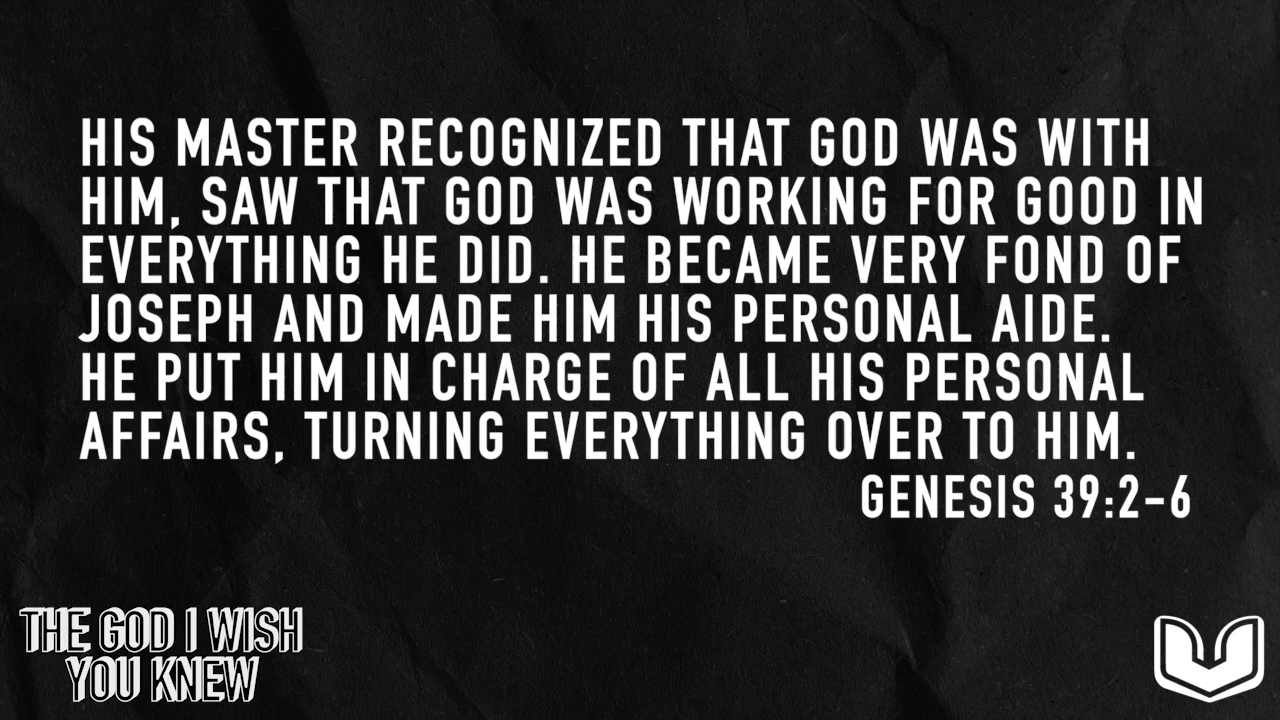 HIS MASTER RECOGNIZED THAT GOD WAS WITH
HIM, SAW THAT GOD WAS WORKING FOR GOOD IN
EVERYTHING HE DID. HE BECAME VERY FOND OF
JOSEPH AND MADE HIM HIS PERSONAL AIDE.
HE PUT HIM IN CHARGE OF ALL HIS PERSONAL
AFFAIRS, TURNING EVERYTHING OVER TO HIM.
GENESIS 39:2-6
THE GOD I WISH
YOU KNEW